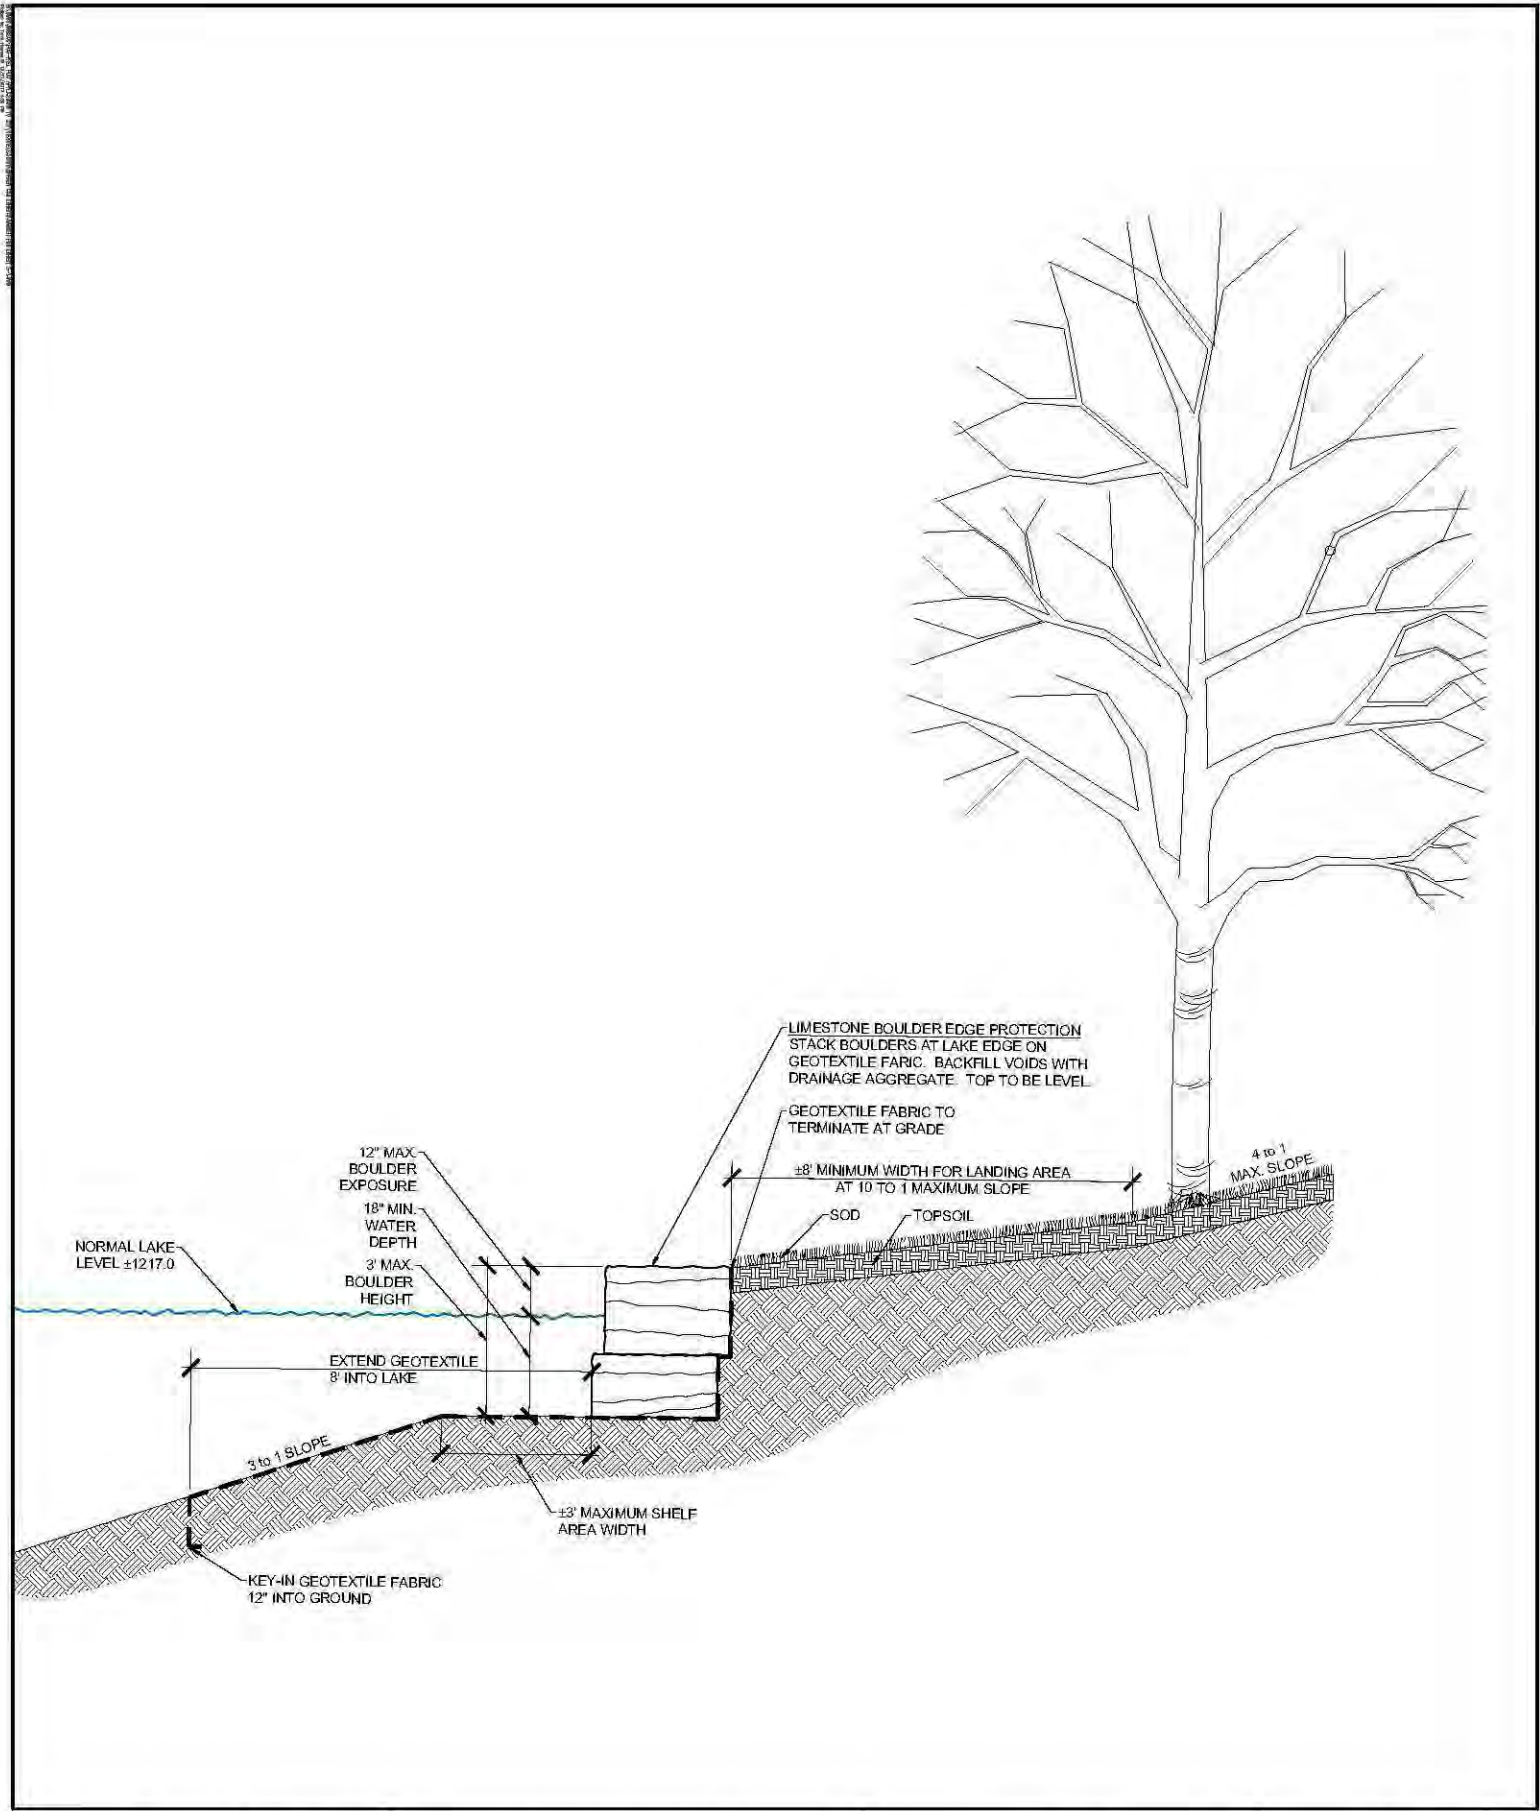 LIMESTONE BOULDER EDGE PROTECTION
STACK BOULDERS AT LAKE EDGE ON
GEOTEXTILE FARIC. BACKFILL VOIDS WITH
DRAINAGE AGGREGATE. TOP TO BE LEVEL.
GEOTEXTILE FABRIC TO
TERMINATE AT GRADE
12" MAX.
BOULDER
EXPOSURE
±8' MINIMUM WIDTH FOR LANDING AREA
AT 10 TO 1 MAXIMUM SLOPE
4 to 1
MAX. SLOPE
18" MIN.
WATER
DEPTH
SOD
TOPSOIL
NORMAL LAKE
LEVEL ±1217.0
3' MAX.
BOULDER
HEIGHT
EXTEND GEOTEXTILE
8' INTO LAKE
3 to 1 SLOPE
±3' MAXIMUM SHELF
AREA WIDTH
KEY-IN GEOTEXTILE FABRIC
12" INTO GROUND